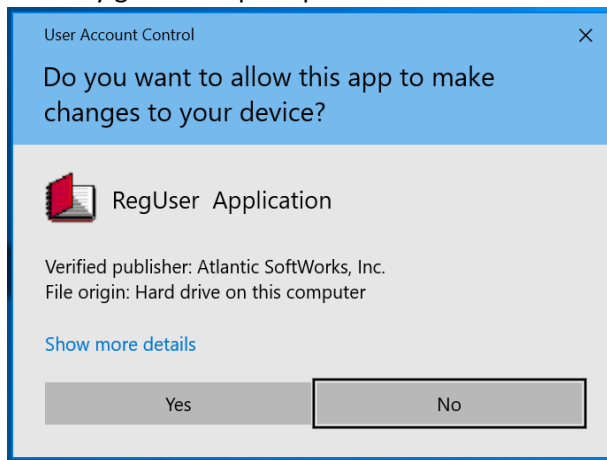 User Account Control
Do you want to allow this app to make
changes to your device?
RegUser Application
Verified publisher: Atlantic SoftWorks, Inc.
File origin: Hard drive on this computer
Show more details
Yes
No